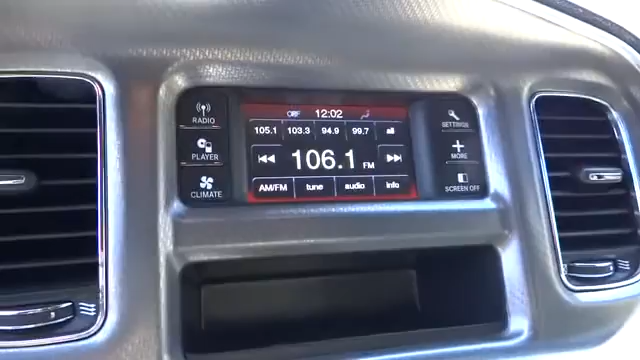 RADIO
PLAYER
CLIMATE
OFF 12:02
105.1 103.3 94.9 99.7 all
106.1 FM
AM/FM tune audio info
SETTINGS
MORE
SCREEN OFF